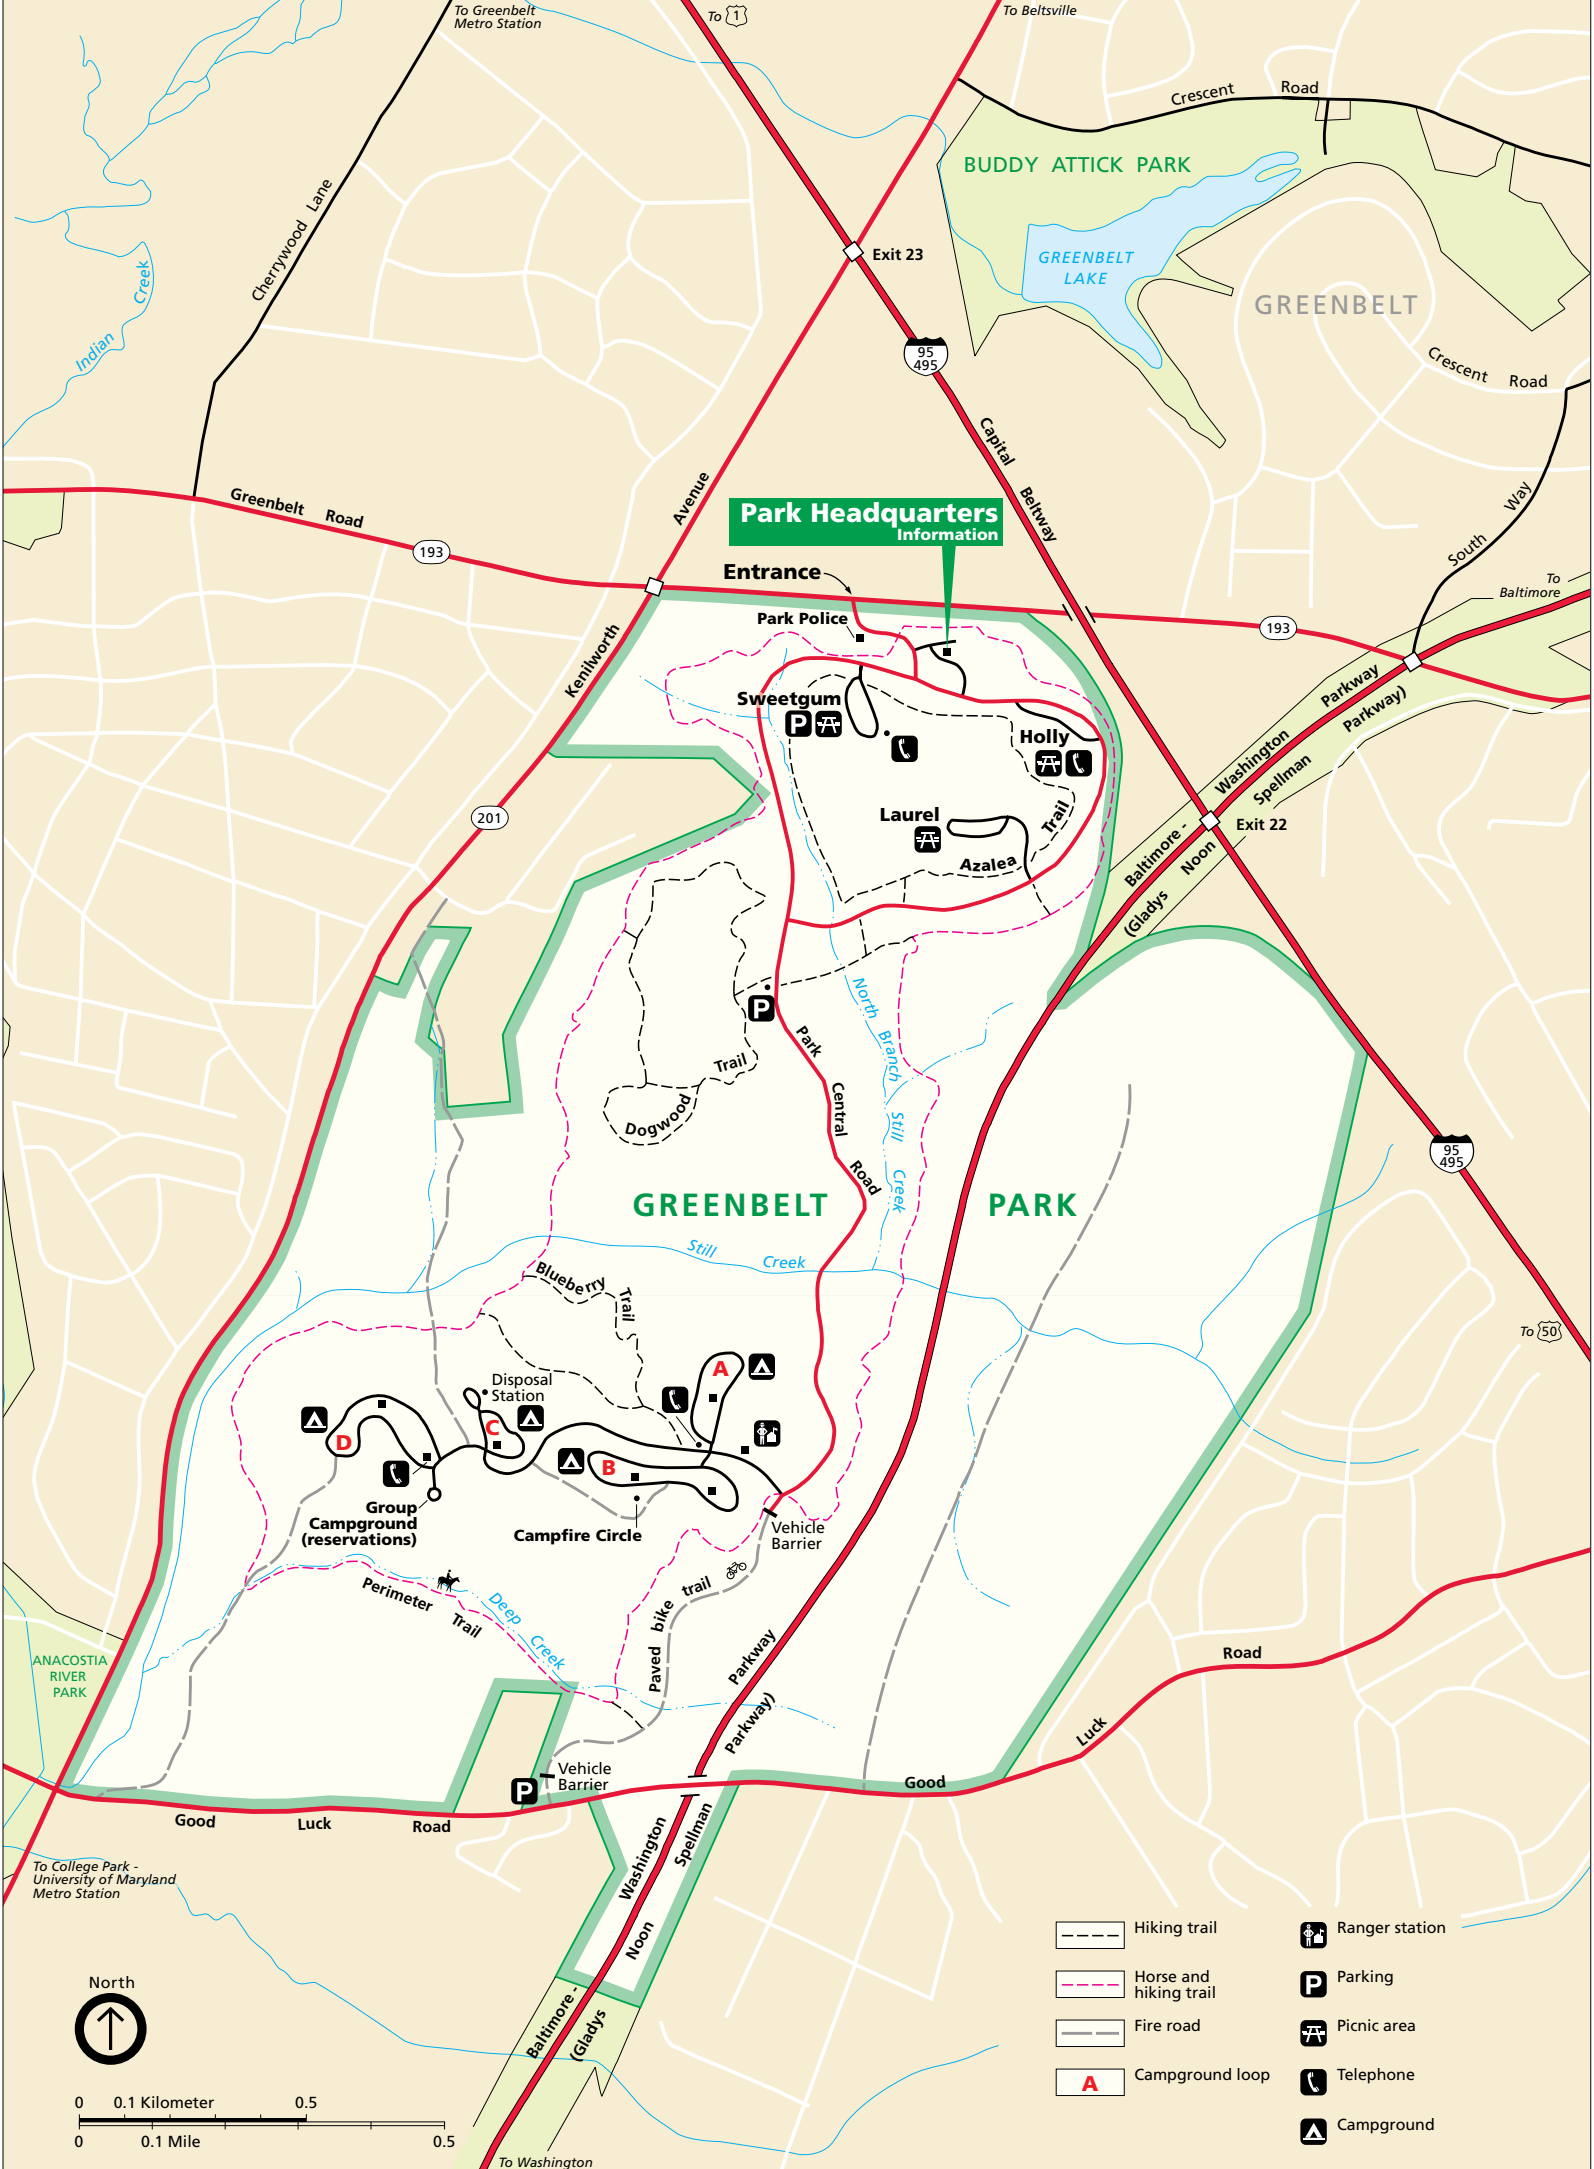 To Greenbelt
Metro Station
To 1
To Beltsville
Crescent Road
BUDDY ATTICK PARK
Cherrywood Lane
Indian Creek
Exit 23
GREENBELT
LAKE
GREENBELT
95
495
Crescent Road
Capital Beltway
Greenbelt Road
193
Kenilworth Avenue
Park Headquarters
Information
Entrance
Park Police
South Way
To
Baltimore
193
Sweetgum
P
Holly
Laurel
Azalea Trail
201
Baltimore - Washington Parkway
(Gladys Noon Spellman Parkway)
Exit 22
P
Dogwood Trail
Park Central Road
North Branch Still Creek
95
495
GREENBELT PARK
Still Creek
Blueberry Trail
To 50
A
Disposal
Station
C
D
B
Group
Campground
(reservations)
Campfire Circle
Vehicle
Barrier
Perimeter Trail
Deep Creek
Paved bike trail
ANACOSTIA
RIVER
PARK
Parkway
Parkway)
Luck Road
Good
P
Vehicle
Barrier
Good Luck Road
To College Park -
University of Maryland
Metro Station
Baltimore - Washington
(Gladys Noon Spellman
North
0 0.1 Kilometer 0.5
0 0.1 Mile 0.5
To Washington
Hiking trail
Horse and
hiking trail
Fire road
A Campground loop
Ranger station
P Parking
Picnic area
Telephone
Campground